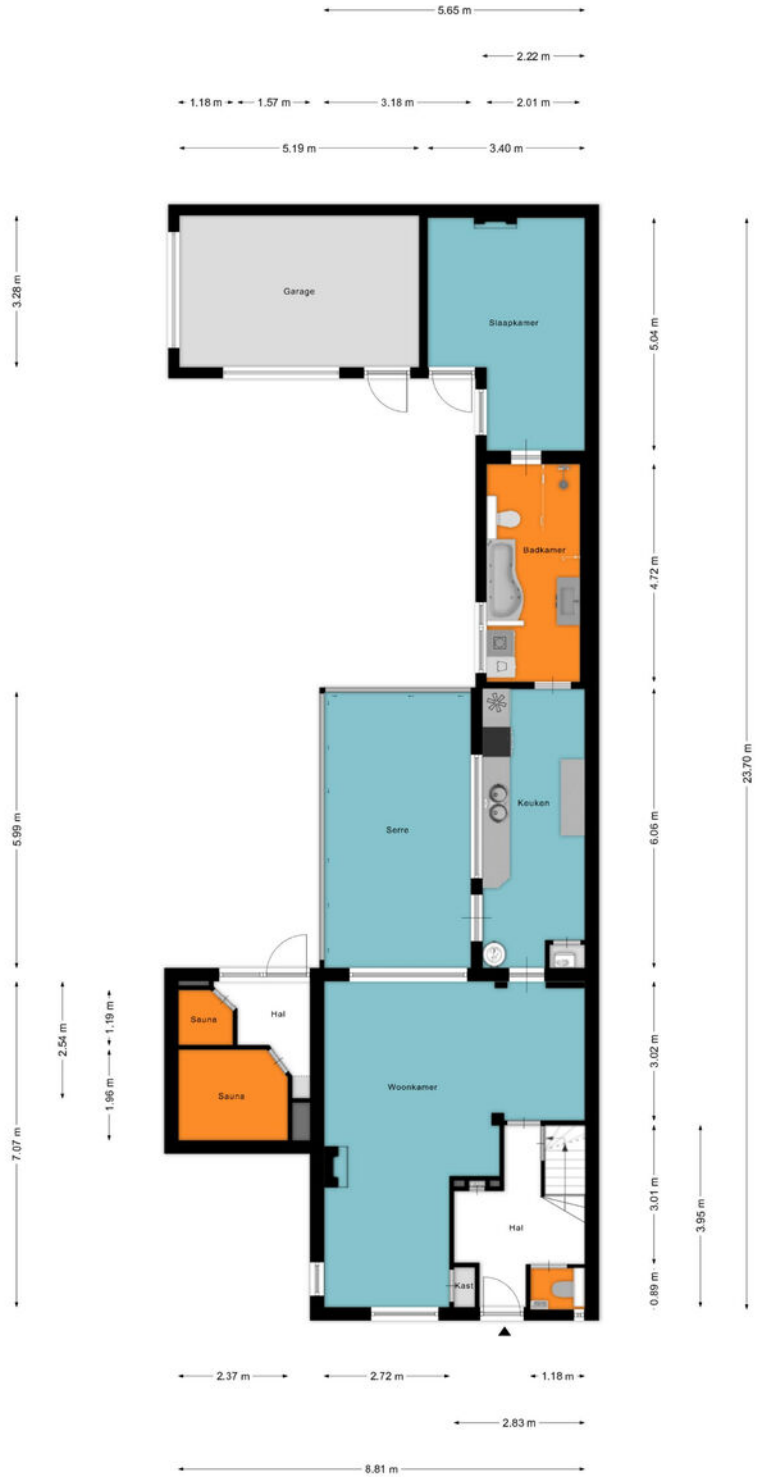 5.65 m
2.22 m
1.18 m 1.57 m 3.18 m 2.01 m
5.19 m 3.40 m
3.28 m
Garage
Slaapkamer
5.04 m
Badkamer
4.72 m
23.70 m
5.99 m
Serre
Keuken
6.06 m
Sauna
Hal
1.19 m
2.54 m
Sauna
1.96 m
Woonkamer
3.02 m
7.07 m
Hal
3.01 m
3.95 m
Kast
0.89 m
2.37 m 2.72 m 1.18 m
2.83 m
8.81 m